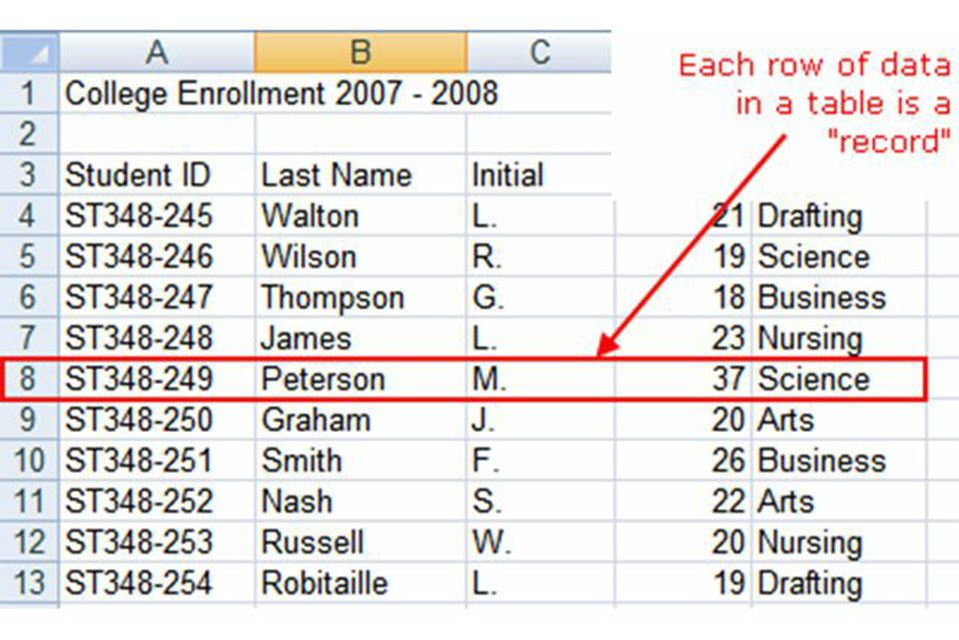 A B C
Each row of data
in a table is a
"record"
1 College Enrollment 2007 - 2008
2
3 Student ID Last Name Initial
4 ST348-245 Walton L. 21 Drafting
5 ST348-246 Wilson R. 19 Science
6 ST348-247 Thompson G. 18 Business
7 ST348-248 James L. 23 Nursing
8 ST348-249 Peterson M. 37 Science
9 ST348-250 Graham J. 20 Arts
10 ST348-251 Smith F. 26 Business
11 ST348-252 Nash S. 22 Arts
12 ST348-253 Russell W. 20 Nursing
13 ST348-254 Robitaille L. 19 Drafting